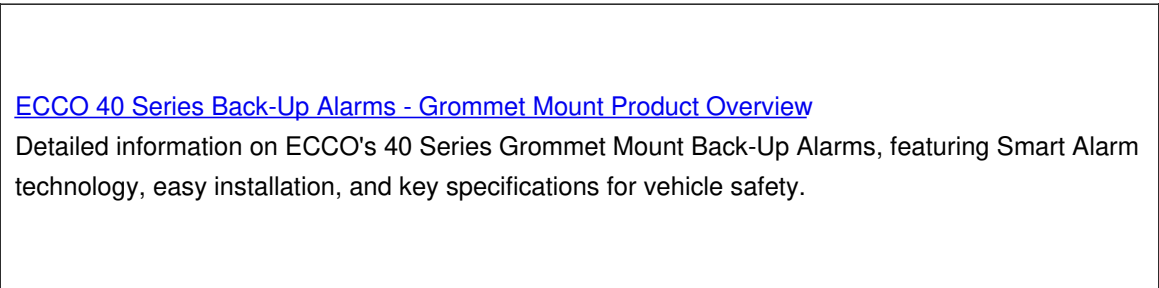 ECCO 40 Series Back-Up Alarms - Grommet Mount Product Overview
Detailed information on ECCO's 40 Series Grommet Mount Back-Up Alarms, featuring Smart Alarm
technology, easy installation, and key specifications for vehicle safety.